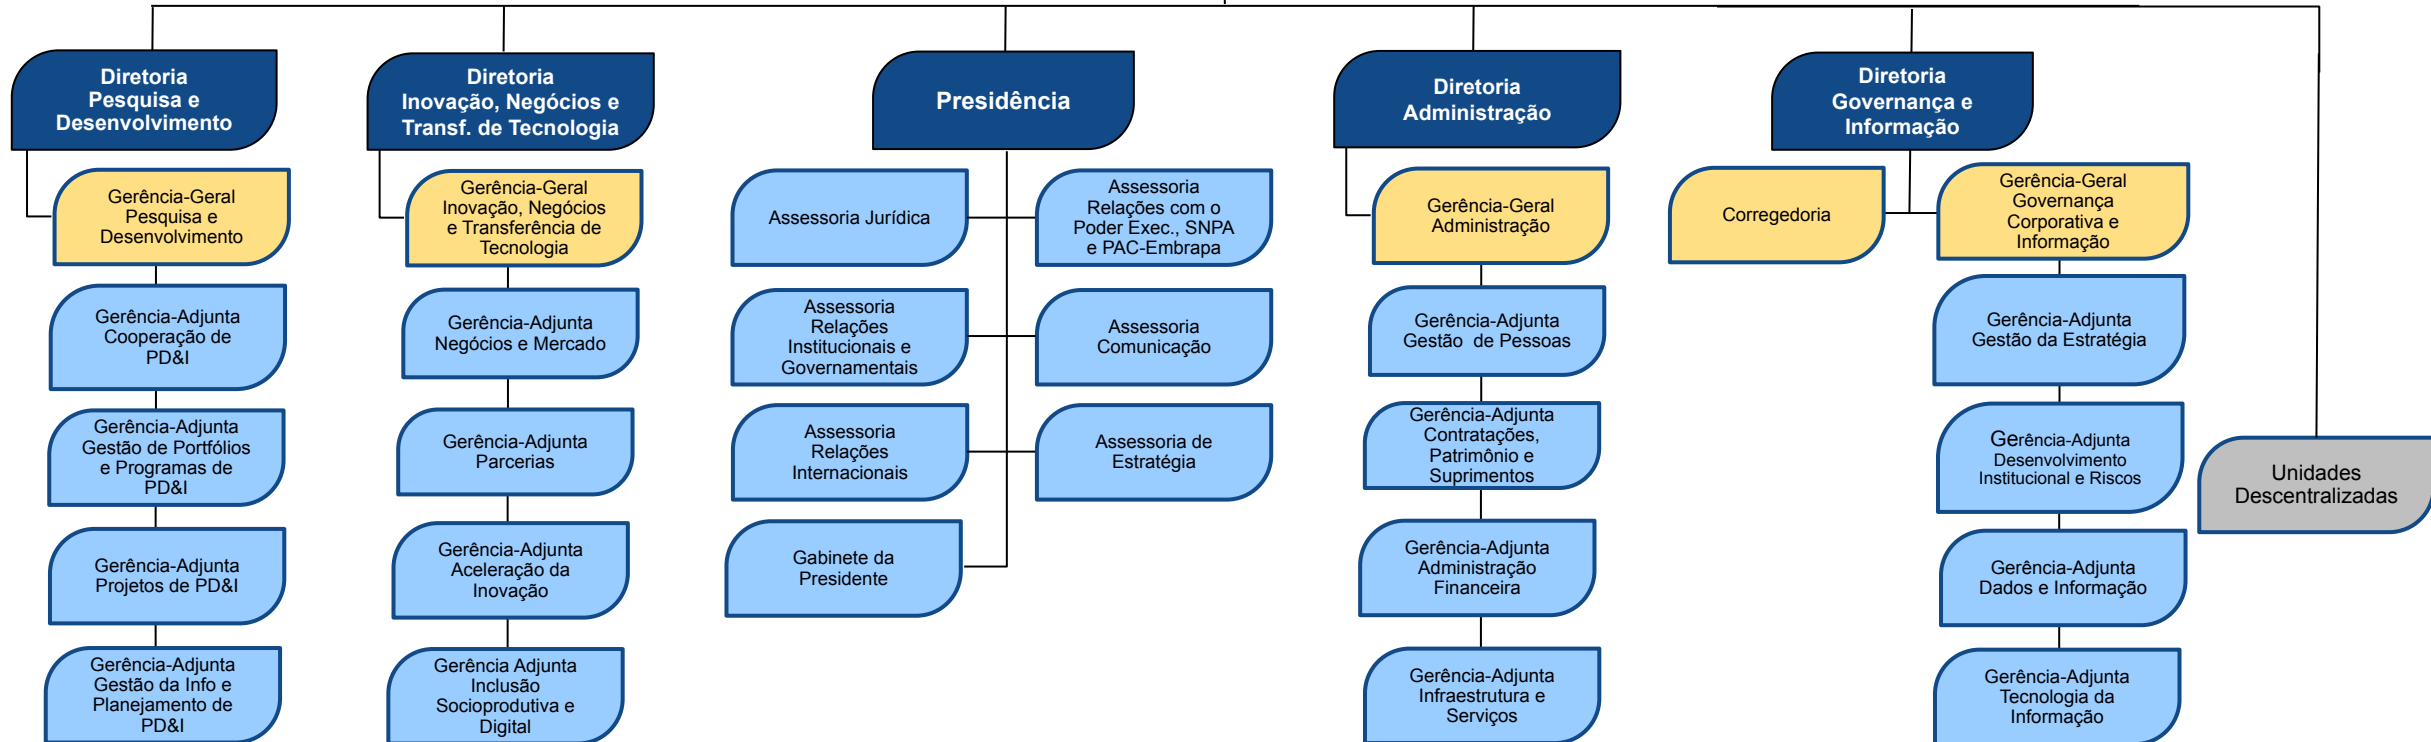 Diretoria
Pesquisa e
Desenvolvimento
Diretoria
Inovação, Negócios e
Transf. de Tecnologia
Presidência
Diretoria
Administração
Diretoria
Governança e
Informação
Gerência-Geral
Pesquisa e
Desenvolvimento
Gerência-Adjunta
Cooperação de
PD&I
Gerência-Adjunta
Gestão de Portfólios
e Programas de
PD&I
Gerência-Adjunta
Projetos de PD&I
Gerência-Adjunta
Gestão da Info e
Planejamento de
PD&I
Gerência-Geral
Inovação, Negócios
e Transferência de
Tecnologia
Gerência-Adjunta
Negócios e Mercado
Gerência-Adjunta
Parcerias
Gerência-Adjunta
Aceleração da
Inovação
Gerência Adjunta
Inclusão
Socioprodutiva e
Digital
Assessoria Jurídica
Assessoria
Relações com o
Poder Exec., SNPA
e PAC-Embrapa
Assessoria
Relações
Institucionais e
Governamentais
Assessoria
Comunicação
Assessoria
Relações
Internacionais
Assessoria de
Estratégia
Gabinete da
Presidente
Gerência-Geral
Administração
Gerência-Adjunta
Gestão  de Pessoas
Gerência-Adjunta
Contratações,
Patrimônio e
Suprimentos
Gerência-Adjunta
Administração
Financeira
Gerência-Adjunta
Infraestrutura e
Serviços
Corregedoria
Gerência-Geral
Governança
Corporativa e
Informação
Gerência-Adjunta
Gestão da Estratégia
Gerência-Adjunta
Desenvolvimento
Institucional e Riscos
Gerência-Adjunta
Dados e Informação
Gerência-Adjunta
Tecnologia da
Informação
Unidades
Descentralizadas